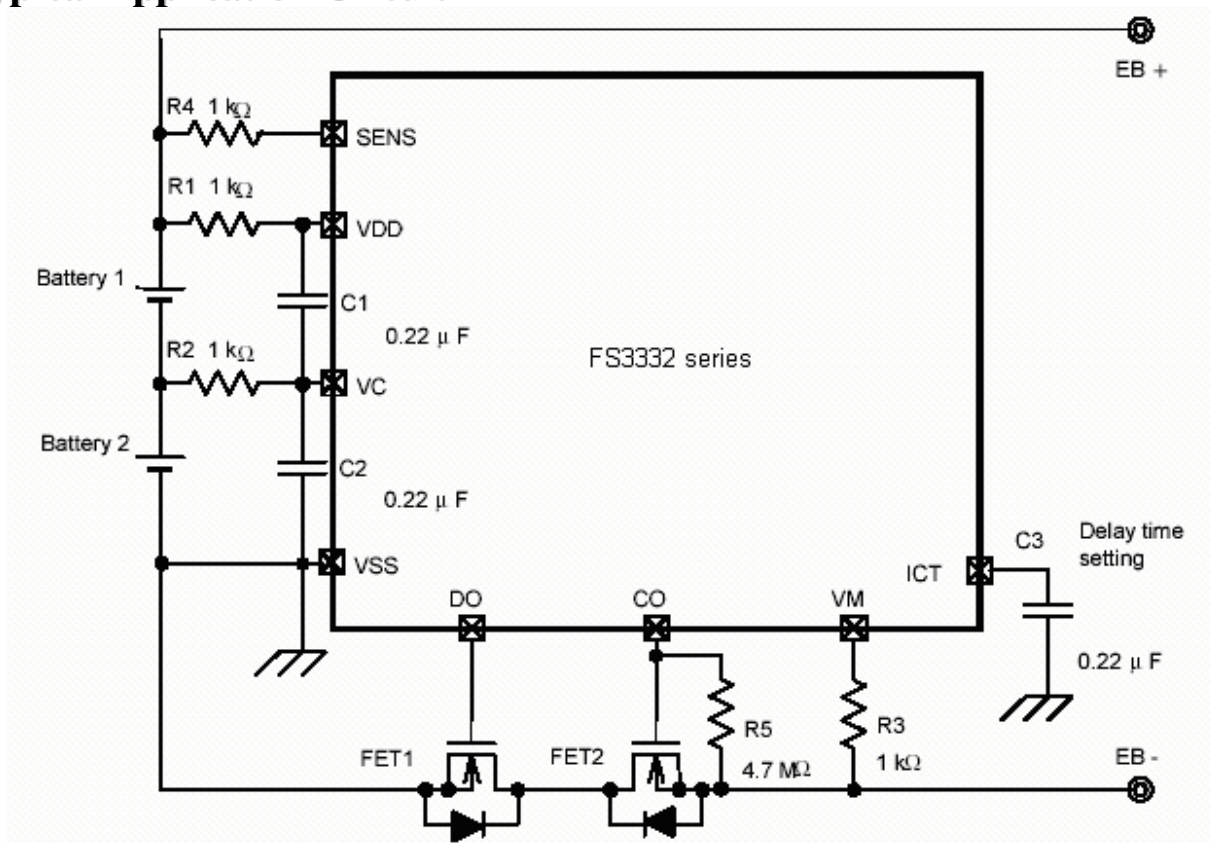 EB +
R4 1 kΩ
SENS
R1 1 kΩ
VDD
Battery 1
C1
0.22 μ F
R2 1 kΩ
FS3332 series
VC
Battery 2
C2
0.22 μ F
VSS
C3
Delay time
setting
ICT
DO
CO
VM
0.22 μ F
R5
4.7 MΩ
R3
1 kΩ
FET1
FET2
EB -